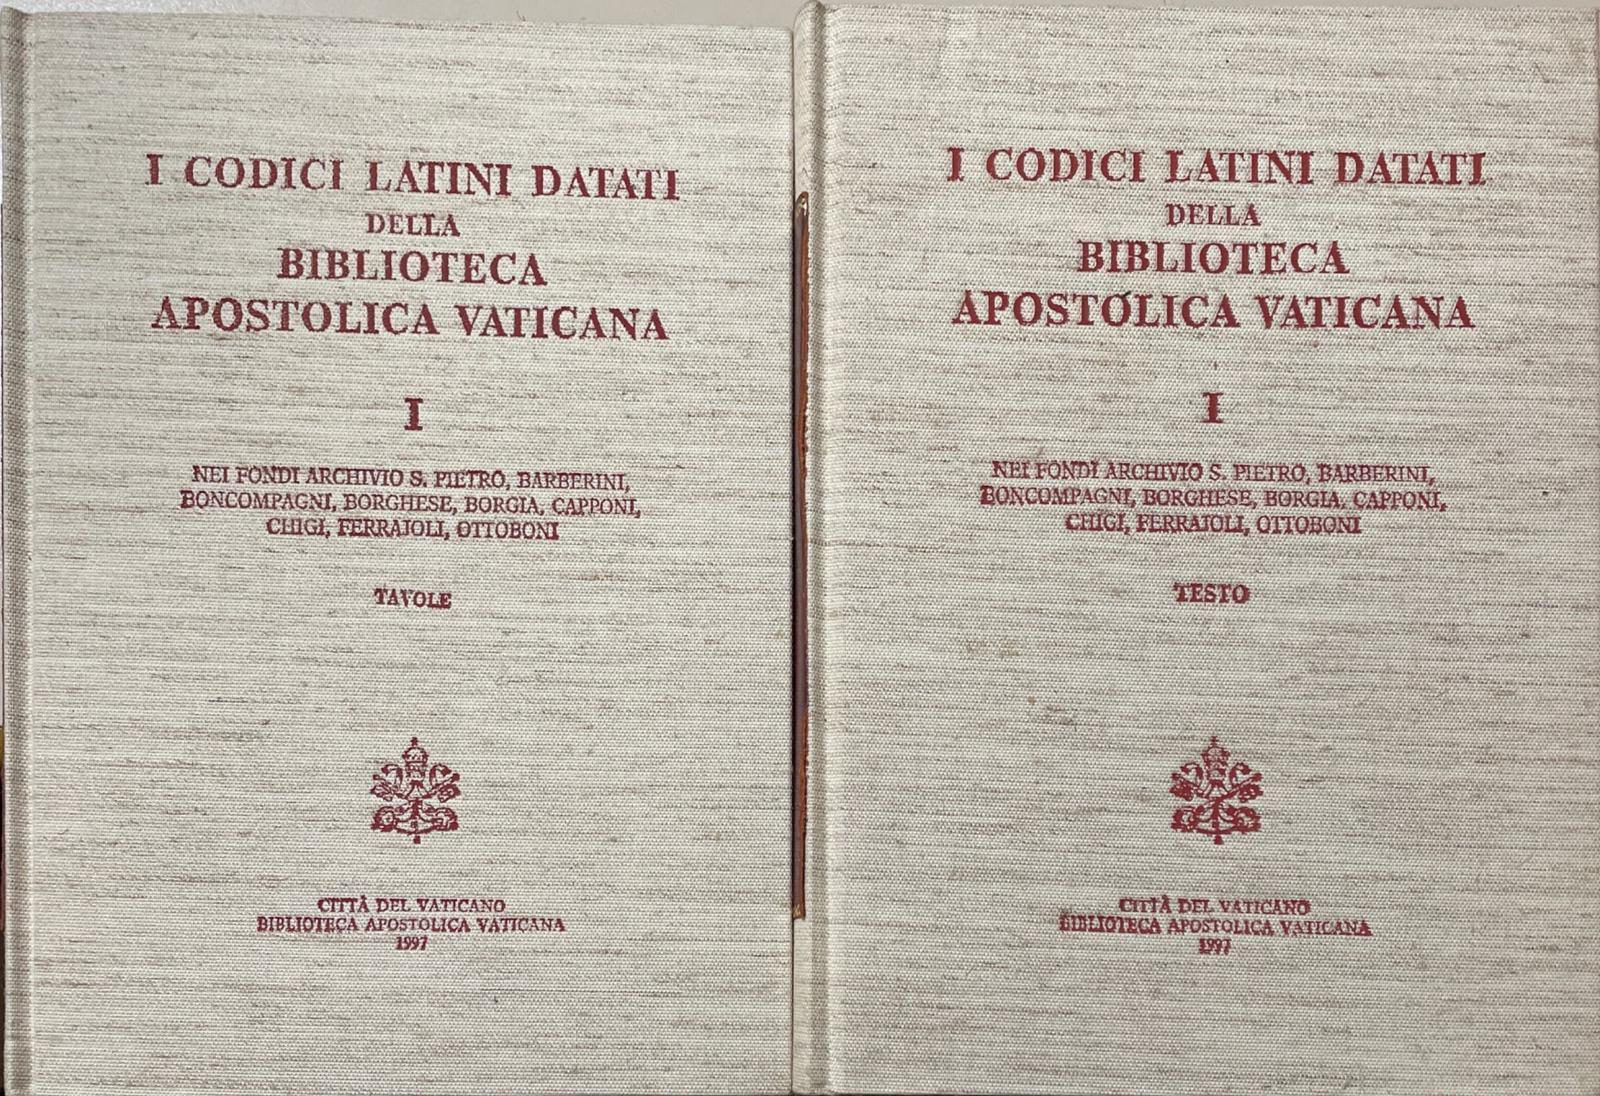 I CODICI LATINI DATATI
DELLA
BIBLIOTECA
APOSTOLICA VATICANA
I
NEI FONDI ARCHIVIO S. PIETRO, BARBERINI,
BONCOMPAGNI, BORGHESE, BORGIA, CAPPONI,
CHIGI, FERRAIOLI, OTTOBONI
TAVOLE
CITTÀ DEL VATICANO
BIBLIOTECA APOSTOLICA VATICANA
1997
I CODICI LATINI DATATI
DELLA
BIBLIOTECA
APOSTOLICA VATICANA
I
NEI FONDI ARCHIVIO S. PIETRO, BARBERINI,
BONCOMPAGNI, BORGHESE, BORGIA, CAPPONI,
CHIGI, FERRAIOLI, OTTOBONI
TESTO
CITTÀ DEL VATICANO
BIBLIOTECA APOSTOLICA VATICANA
1997